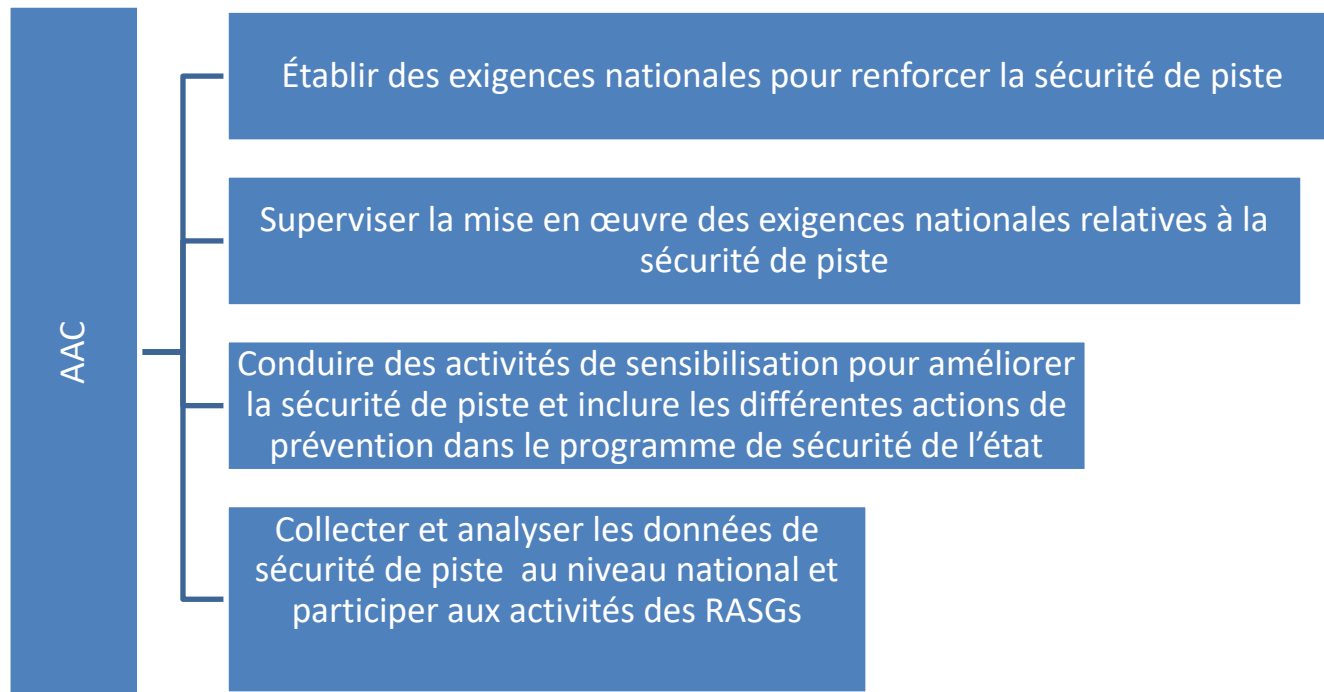 AAC
Établir des exigences nationales pour renforcer la sécurité de piste
Superviser la mise en œuvre des exigences nationales relatives à la
sécurité de piste
Conduire des activités de sensibilisation pour améliorer
la sécurité de piste et inclure les différentes actions de
prévention dans le programme de sécurité de l’état
Collecter et analyser les données de
sécurité de piste au niveau national et
participer aux activités des RASGs